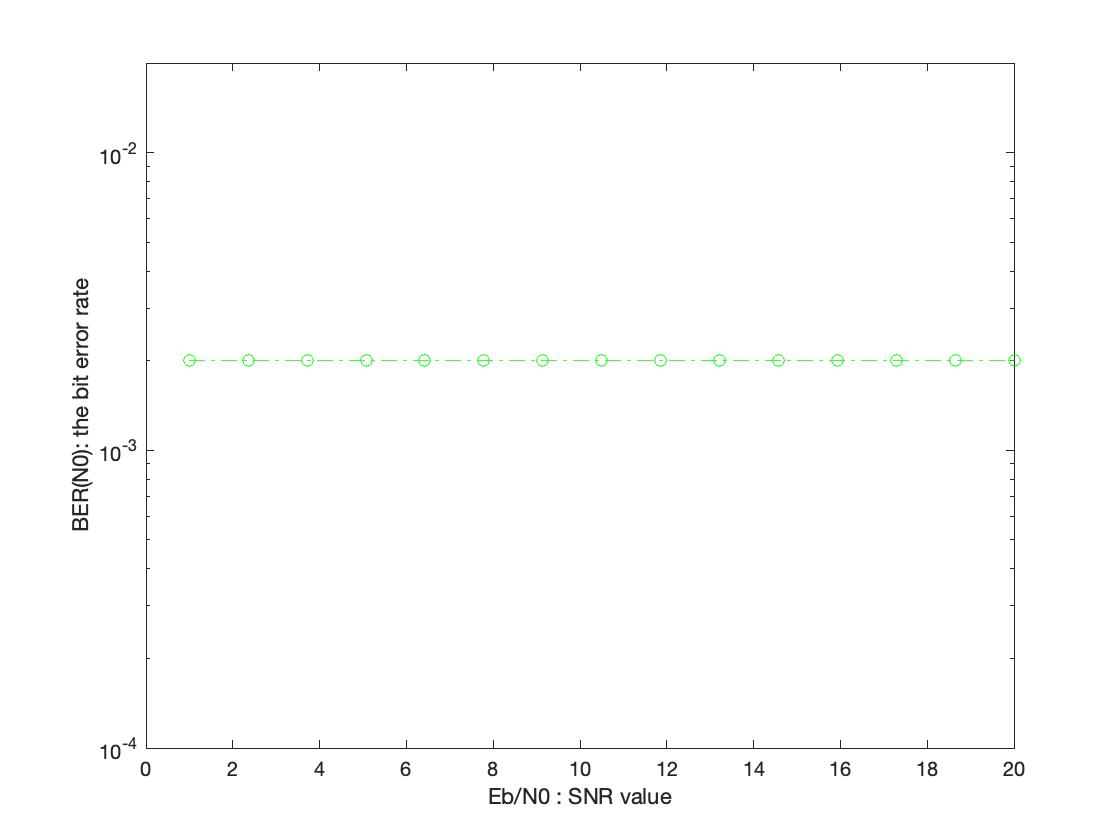 10-2
10-3
10-4
BER(N0): the bit error rate
0 2 4 6 8 10 12 14 16 18 20
Eb/N0 : SNR value